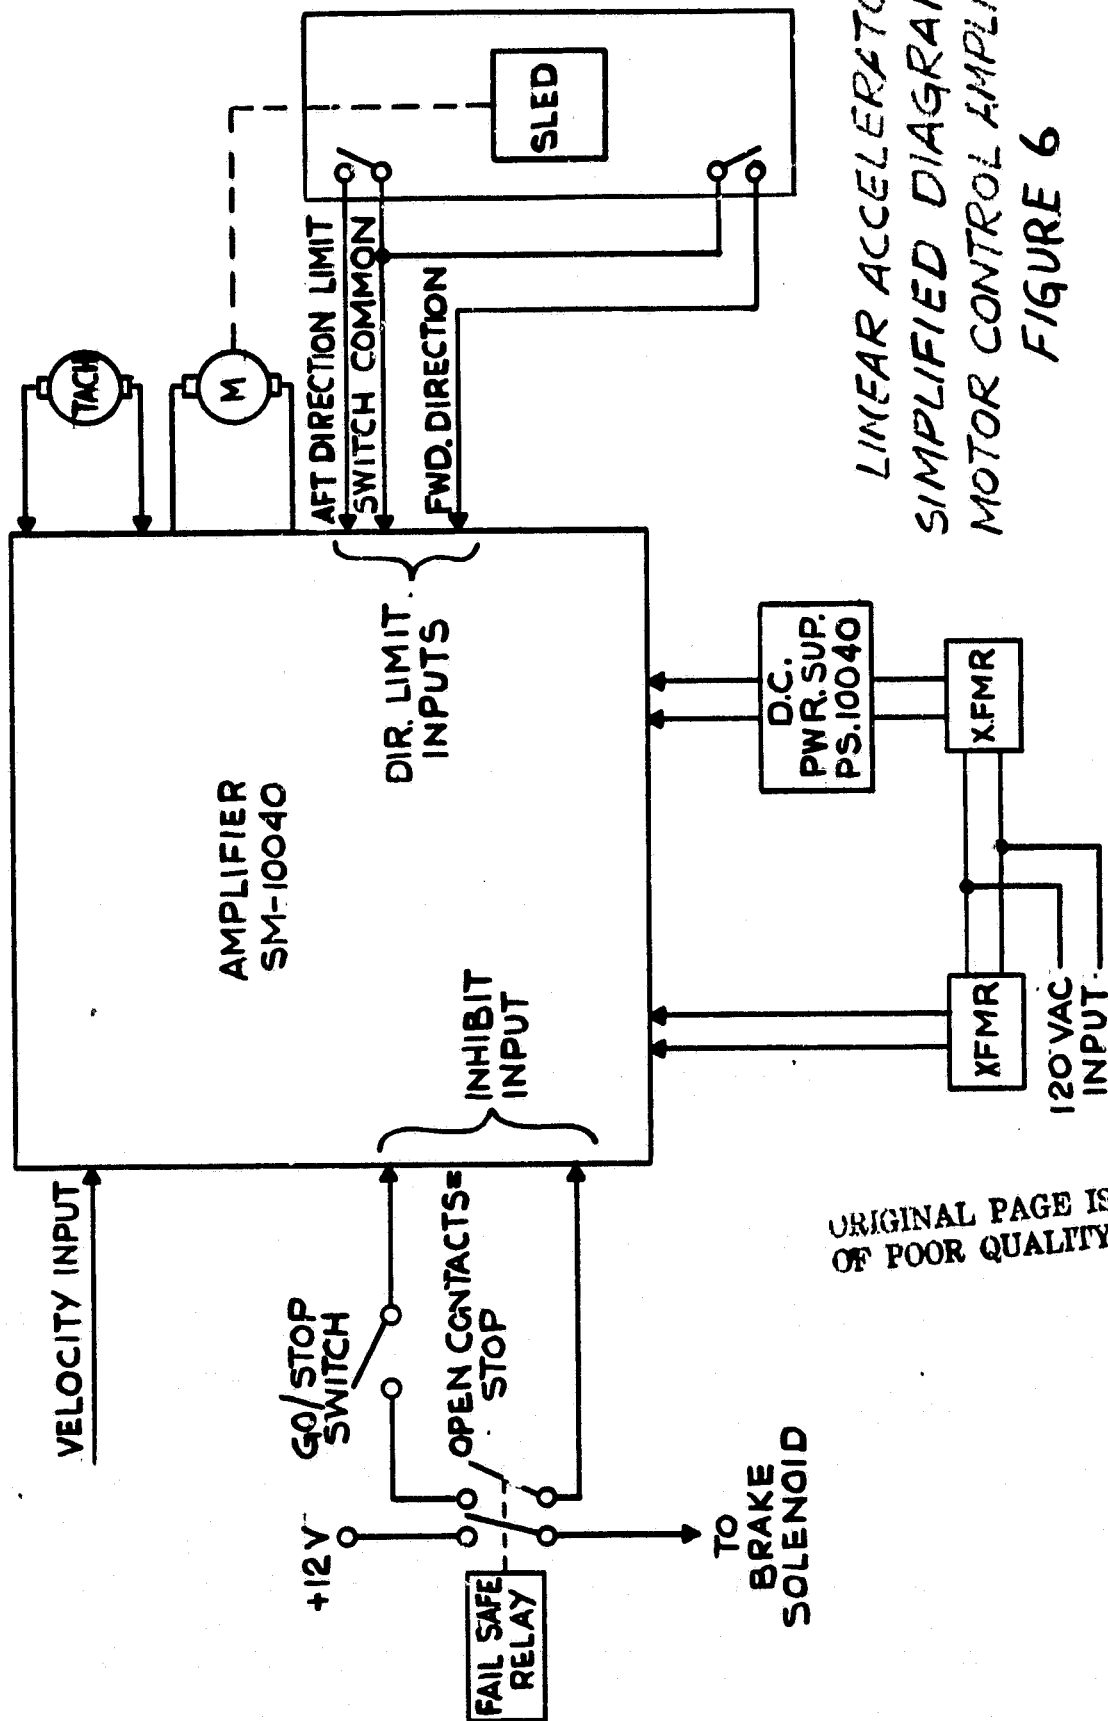 VELOCITY INPUT
GO/STOP
SWITCH
+12 V
OPEN CONTACTS=
STOP
FAIL SAFE
RELAY
TO
BRAKE
SOLENOID
AMPLIFIER
SM-10040
INHIBIT
INPUT
DIR. LIMIT
INPUTS
TACH
M
AFT DIRECTION LIMIT
SWITCH COMMON
FWD. DIRECTION
SLED
D.C.
PWR. SUP.
PS.10040
XFMR
X.FMR
120 VAC
INPUT
LINEAR ACCELERATO
SIMPLIFIED DIAGRA
MOTOR CONTROL AMPLI
FIGURE 6
ORIGINAL PAGE IS
OF POOR QUALITY